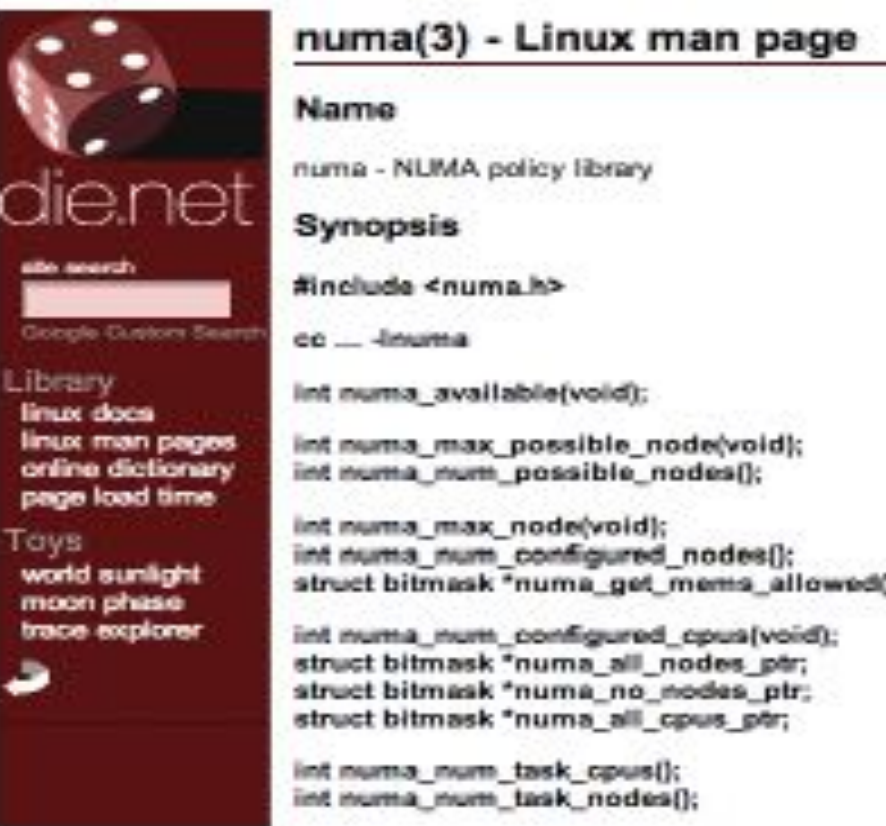 die.net
site search
Google Custom Search
Library
linux docs
linux man pages
online dictionary
page load time
Toys
world sunlight
moon phase
trace explorer
numa(3) - Linux man page
Name
numa - NUMA policy library
Synopsis
#include <numa.h>
cc ... -lnuma
int numa_available(void);
int numa_max_possible_node(void);
int numa_num_possible_nodes();
int numa_max_node(void);
int numa_num_configured_nodes();
struct bitmask *numa_get_mems_allowed(
int numa_num_configured_cpus(void);
struct bitmask *numa_all_nodes_ptr;
struct bitmask *numa_no_nodes_ptr;
struct bitmask *numa_all_cpus_ptr;
int numa_num_task_cpus();
int numa_num_task_nodes();